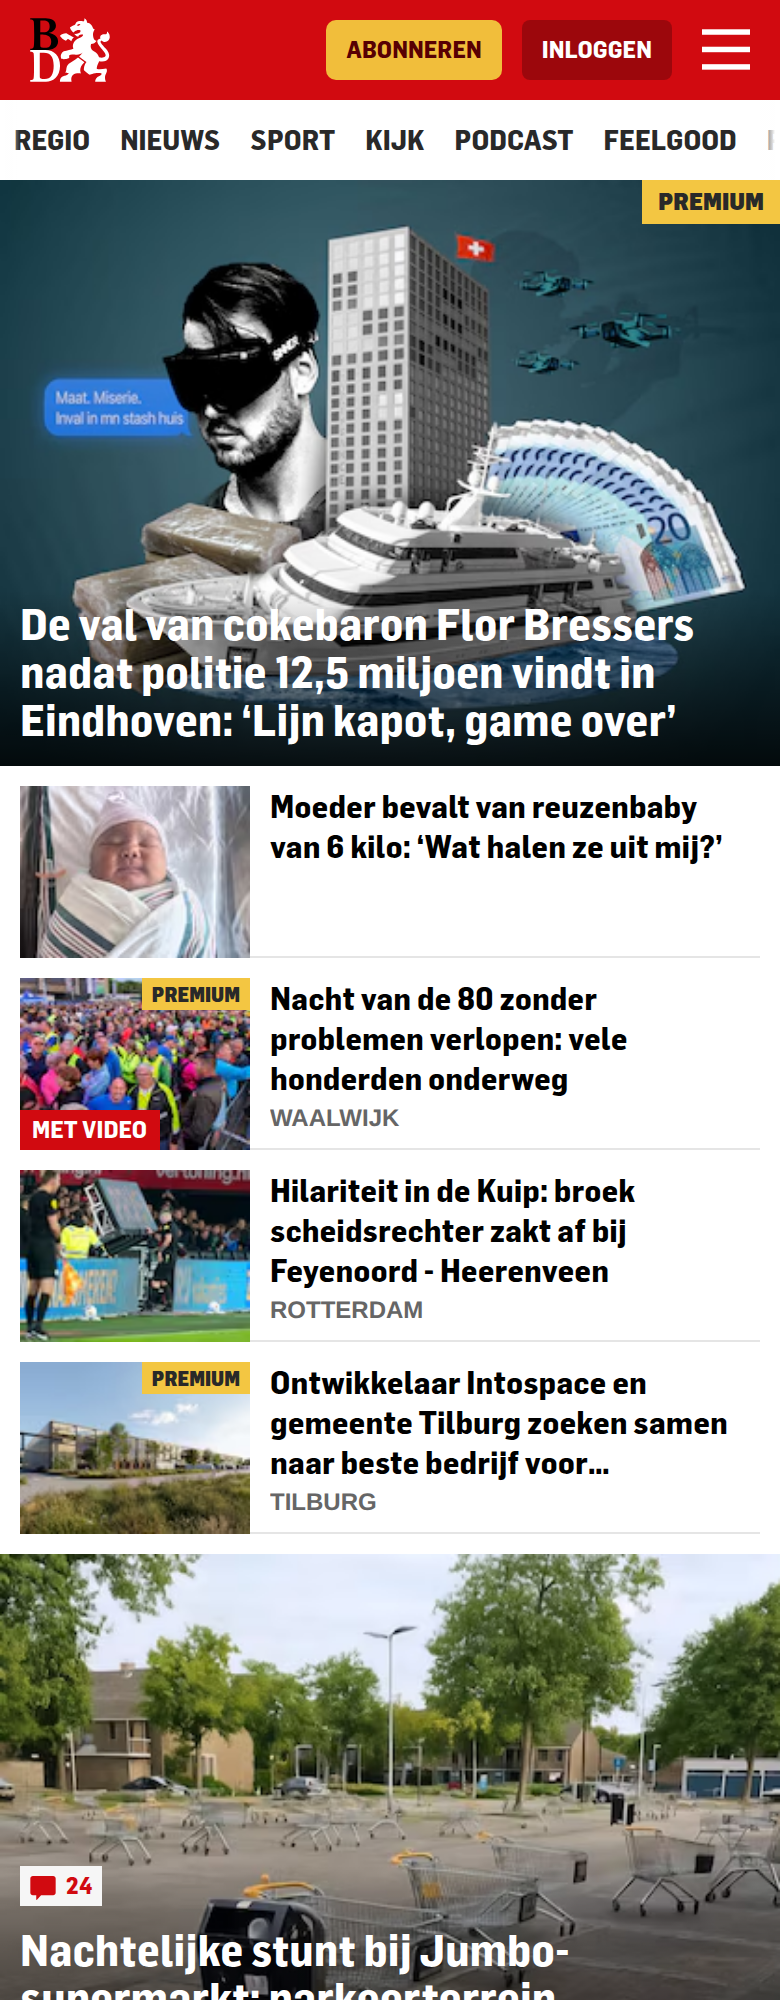 B
D
ABONNEREN
INLOGGEN
REGIO NIEUWS SPORT KIJK PODCAST FEELGOOD
PREMIUM
Maat. Miserie.
Inval in mn stash huis
20
De val van cokebaron Flor Bressers
nadat politie 12,5 miljoen vindt in
Eindhoven: ‘Lijn kapot, game over’
Moeder bevalt van reuzenbaby
van 6 kilo: ‘Wat halen ze uit mij?’
PREMIUM
MET VIDEO
Nacht van de 80 zonder
problemen verlopen: vele
honderden onderweg
WAALWIJK
Hilariteit in de Kuip: broek
scheidsrechter zakt af bij
Feyenoord - Heerenveen
ROTTERDAM
PREMIUM
Ontwikkelaar Intospace en
gemeente Tilburg zoeken samen
naar beste bedrijf voor...
TILBURG
24
Nachtelijke stunt bij Jumbo-
supermarkt: parkeerterrein